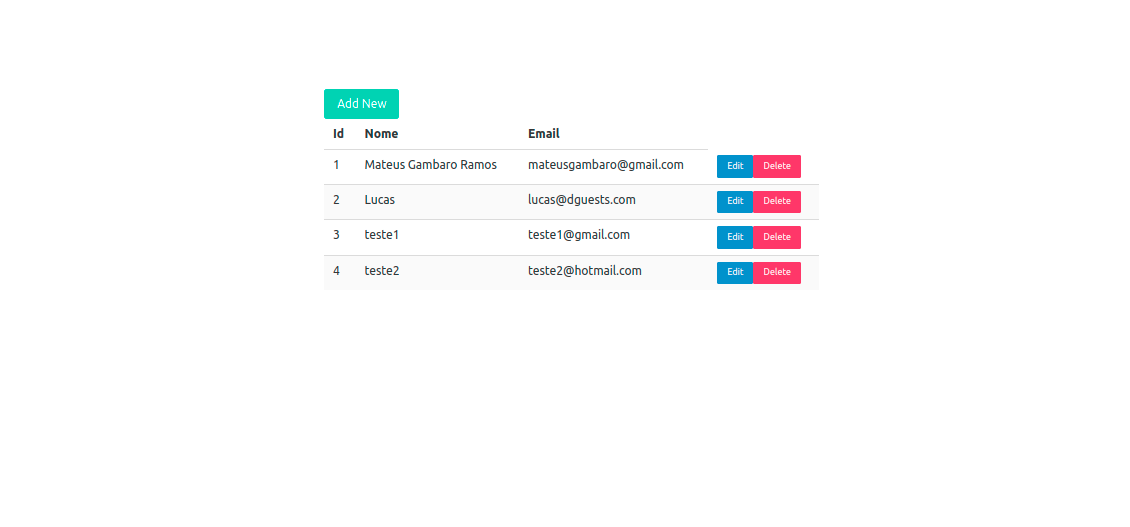 Add New
Id Nome Email
1 Mateus Gambaro Ramos mateusgambaro@gmail.com Edit Delete
2 Lucas lucas@dguests.com Edit Delete
3 teste1 teste1@gmail.com Edit Delete
4 teste2 teste2@hotmail.com Edit Delete